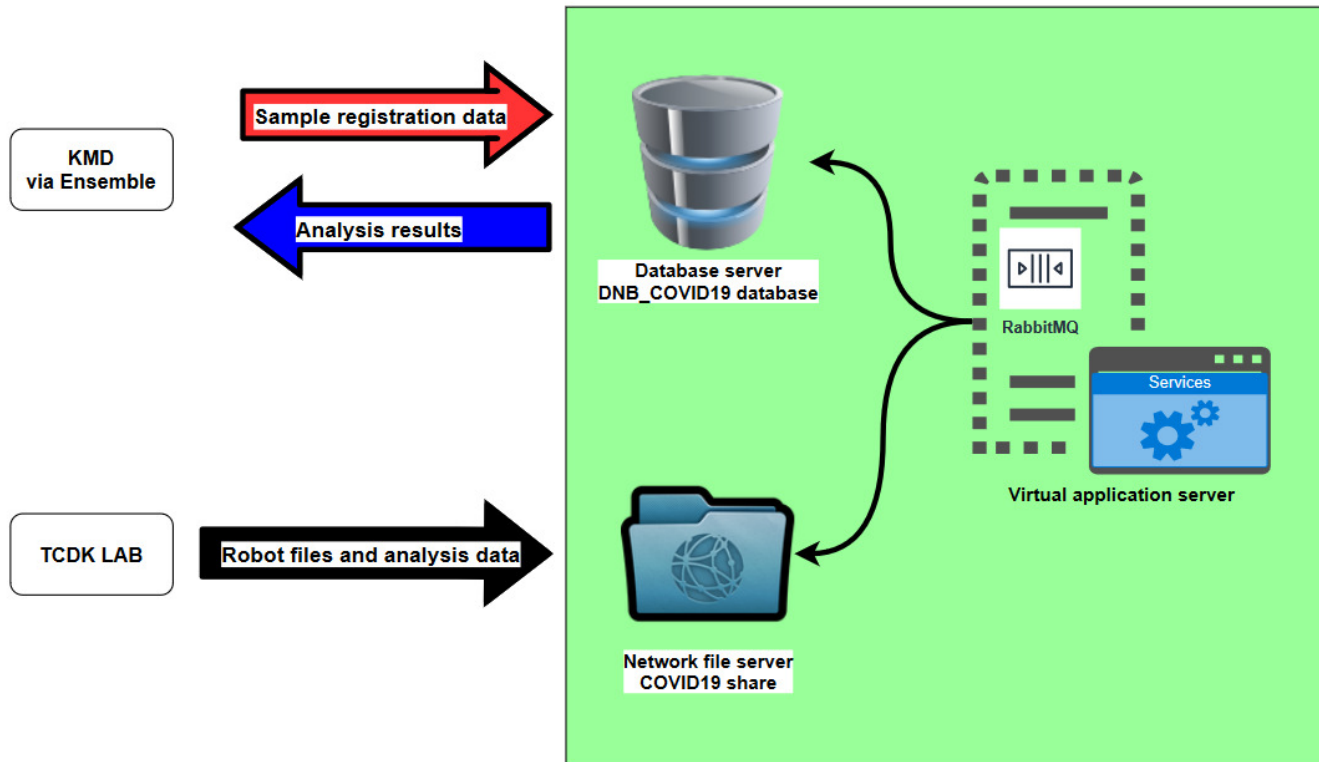 Sample registration data
KMD
via Ensemble
Analysis results
Database server
DNB_COVID19 database
RabbitMQ
Services
Virtual application server
TCDK LAB
Robot files and analysis data
Network file server
COVID19 share